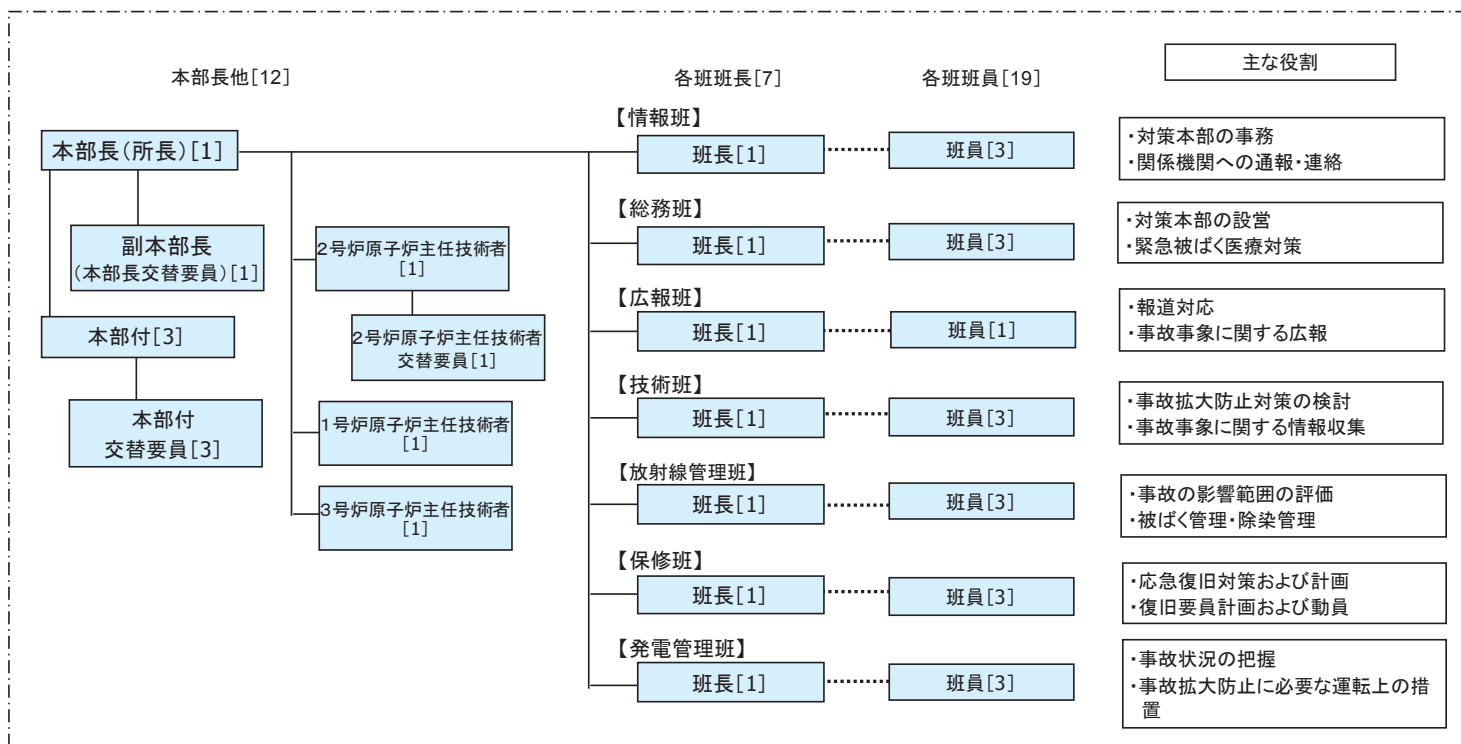 本部長他[12]
各班班長[7]
各班班員[19]
主な役割
本部長(所長)[1]
副本部長
(本部長交替要員)[1]
本部付[3]
本部付
交替要員[3]
2号炉原子炉主任技術者
[1]
2号炉原子炉主任技術者
交替要員[1]
1号炉原子炉主任技術者
[1]
3号炉原子炉主任技術者
[1]
【情報班】
班長[1]
班員[3]
・対策本部の事務
・関係機関への通報・連絡
【総務班】
班長[1]
班員[3]
・対策本部の設営
・緊急被ばく医療対策
【広報班】
班長[1]
班員[1]
・報道対応
・事故事象に関する広報
【技術班】
班長[1]
班員[3]
・事故拡大防止対策の検討
・事故事象に関する情報収集
【放射線管理班】
班長[1]
班員[3]
・事故の影響範囲の評価
・被ばく管理・除染管理
【保修班】
班長[1]
班員[3]
・応急復旧対策および計画
・復旧要員計画および動員
【発電管理班】
班長[1]
班員[3]
・事故状況の把握
・事故拡大防止に必要な運転上の措
置